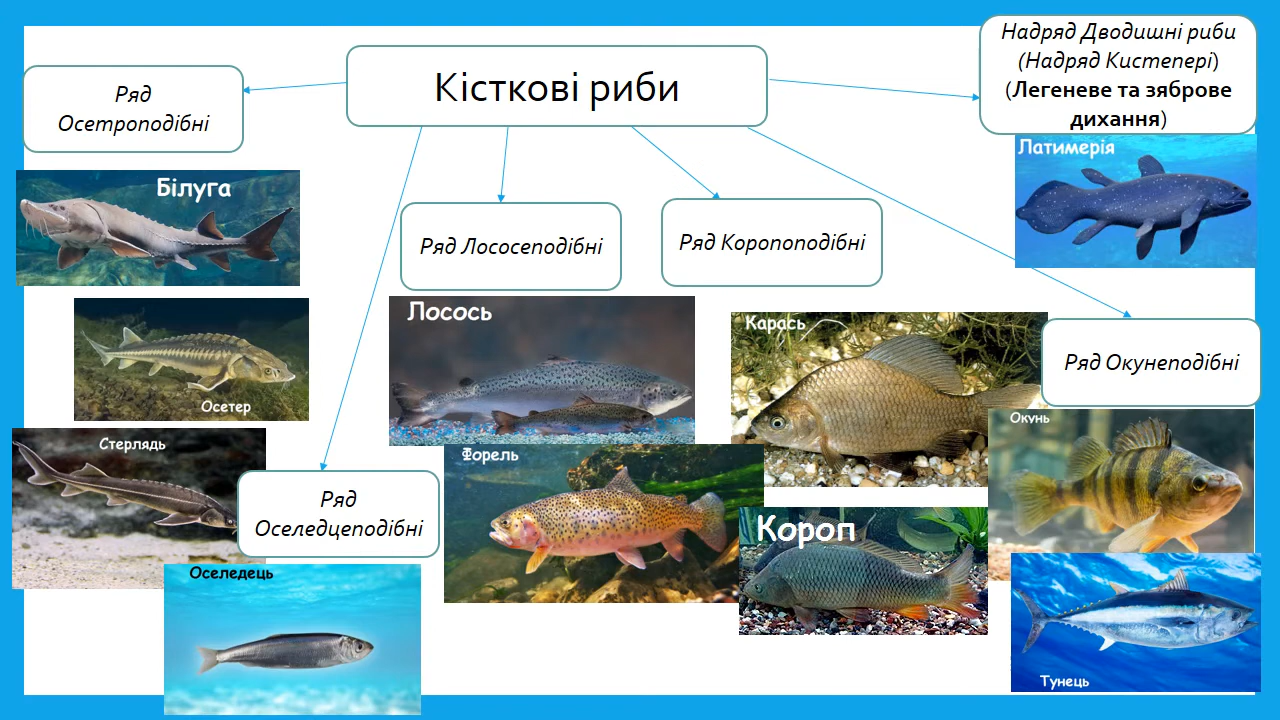 Кісткові риби
Ряд
Осетроподібні
Надряд Дводишні риби
(Надряд Кистепері)
(Легеневе та зяброве
дихання)
Білуга
Латимерія
Ряд Лососеподібні
Ряд Коропоподібні
Осетер
Лосось
Карась
Ряд Окунеподібні
Окунь
Стерлядь
Форель
Ряд
Оселедцеподібні
Короп
Оселедець
Тунець